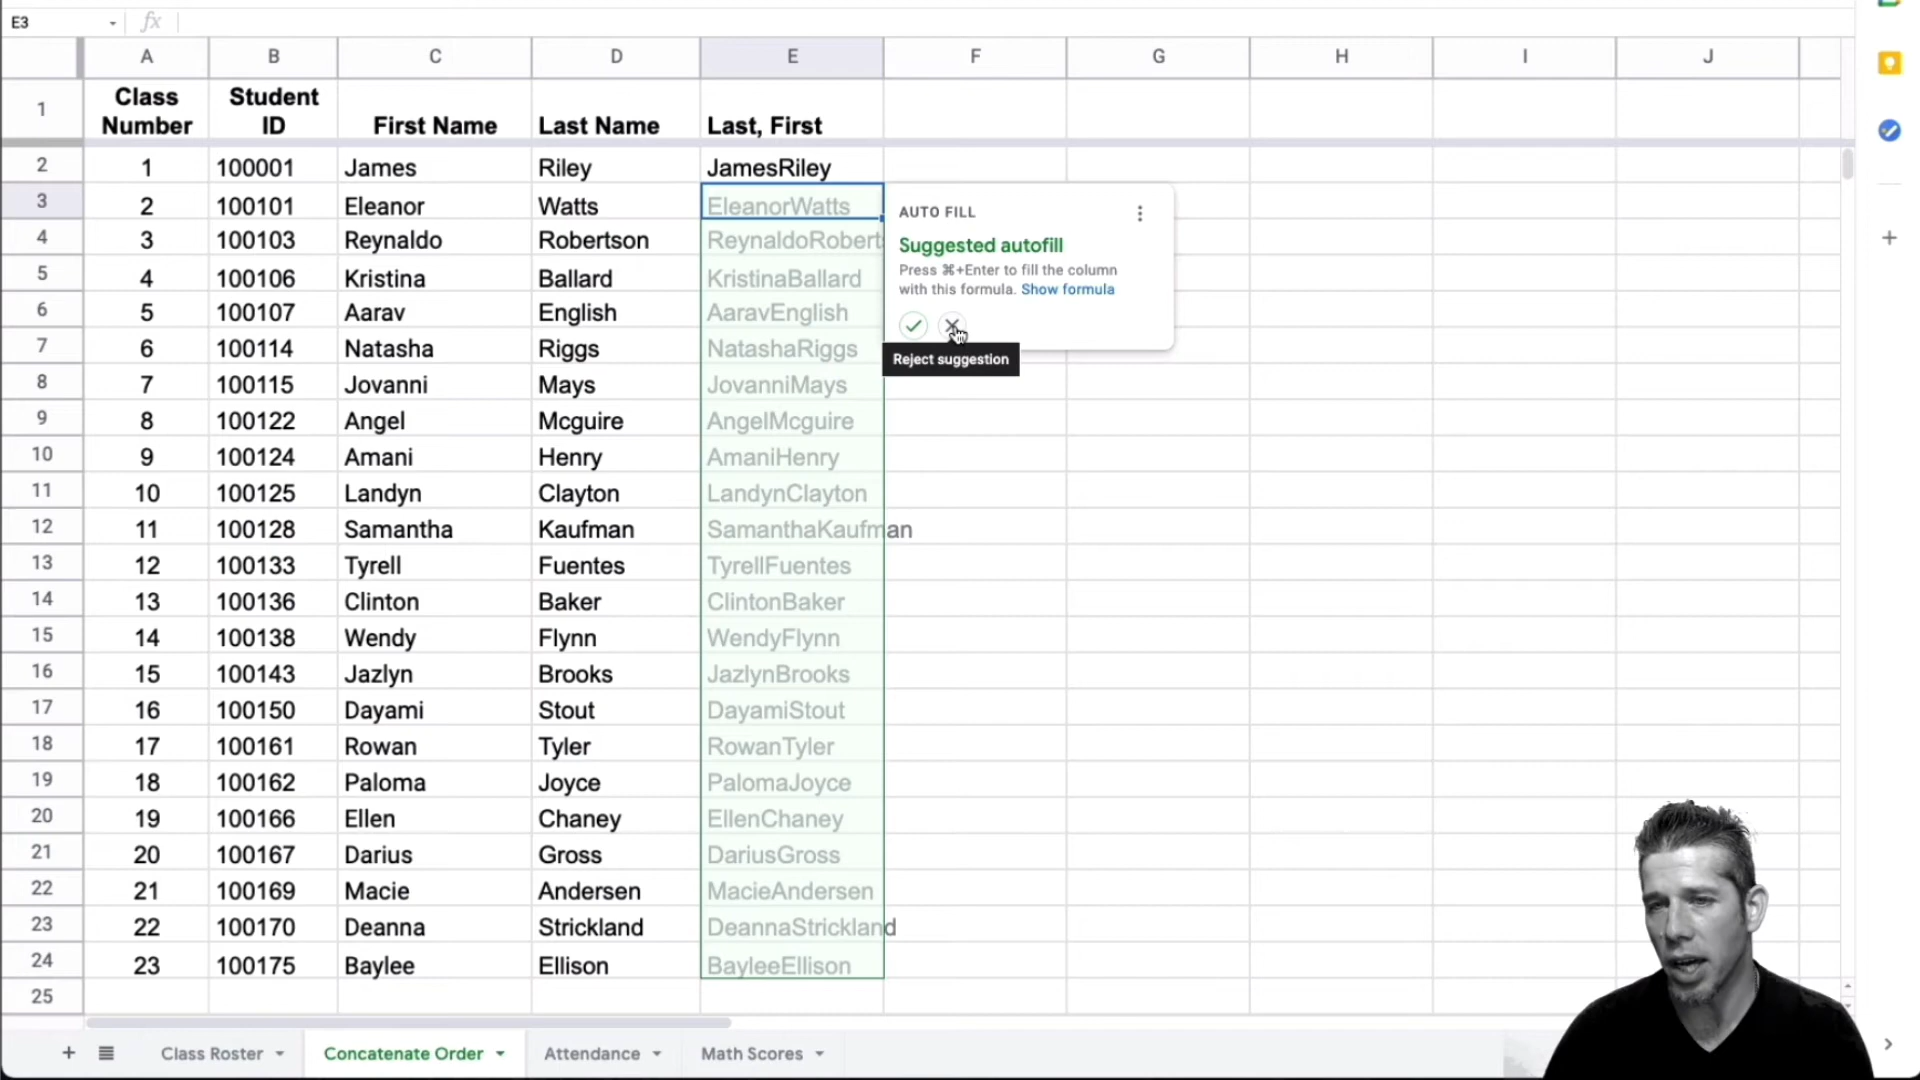 E3 fx
A B C D E F G H I J
1 Class Number Student ID First Name Last Name Last, First
2 1 100001 James Riley JamesRiley
3 2 100101 Eleanor Watts EleanorWatts
4 3 100103 Reynaldo Robertson ReynaldoRoberts
5 4 100106 Kristina Ballard KristinaBallard
6 5 100107 Aarav English AaravEnglish
7 6 100114 Natasha Riggs NatashaRiggs
8 7 100115 Jovanni Mays JovanniMays
9 8 100122 Angel Mcguire AngelMcguire
10 9 100124 Amani Henry AmaniHenry
11 10 100125 Landyn Clayton LandynClayton
12 11 100128 Samantha Kaufman SamanthaKaufman
13 12 100133 Tyrell Fuentes TyrellFuentes
14 13 100136 Clinton Baker ClintonBaker
15 14 100138 Wendy Flynn WendyFlynn
16 15 100143 Jazlyn Brooks JazlynBrooks
17 16 100150 Dayami Stout DayamiStout
18 17 100161 Rowan Tyler RowanTyler
19 18 100162 Paloma Joyce PalomaJoyce
20 19 100166 Ellen Chaney EllenChaney
21 20 100167 Darius Gross DariusGross
22 21 100169 Macie Andersen MacieAndersen
23 22 100170 Deanna Strickland DeannaStrickland
24 23 100175 Baylee Ellison BayleeEllison
25
AUTO FILL
Suggested autofill
Press ⌘+Enter to fill the column
with this formula. Show formula
Reject suggestion
Class Roster Concatenate Order Attendance Math Scores